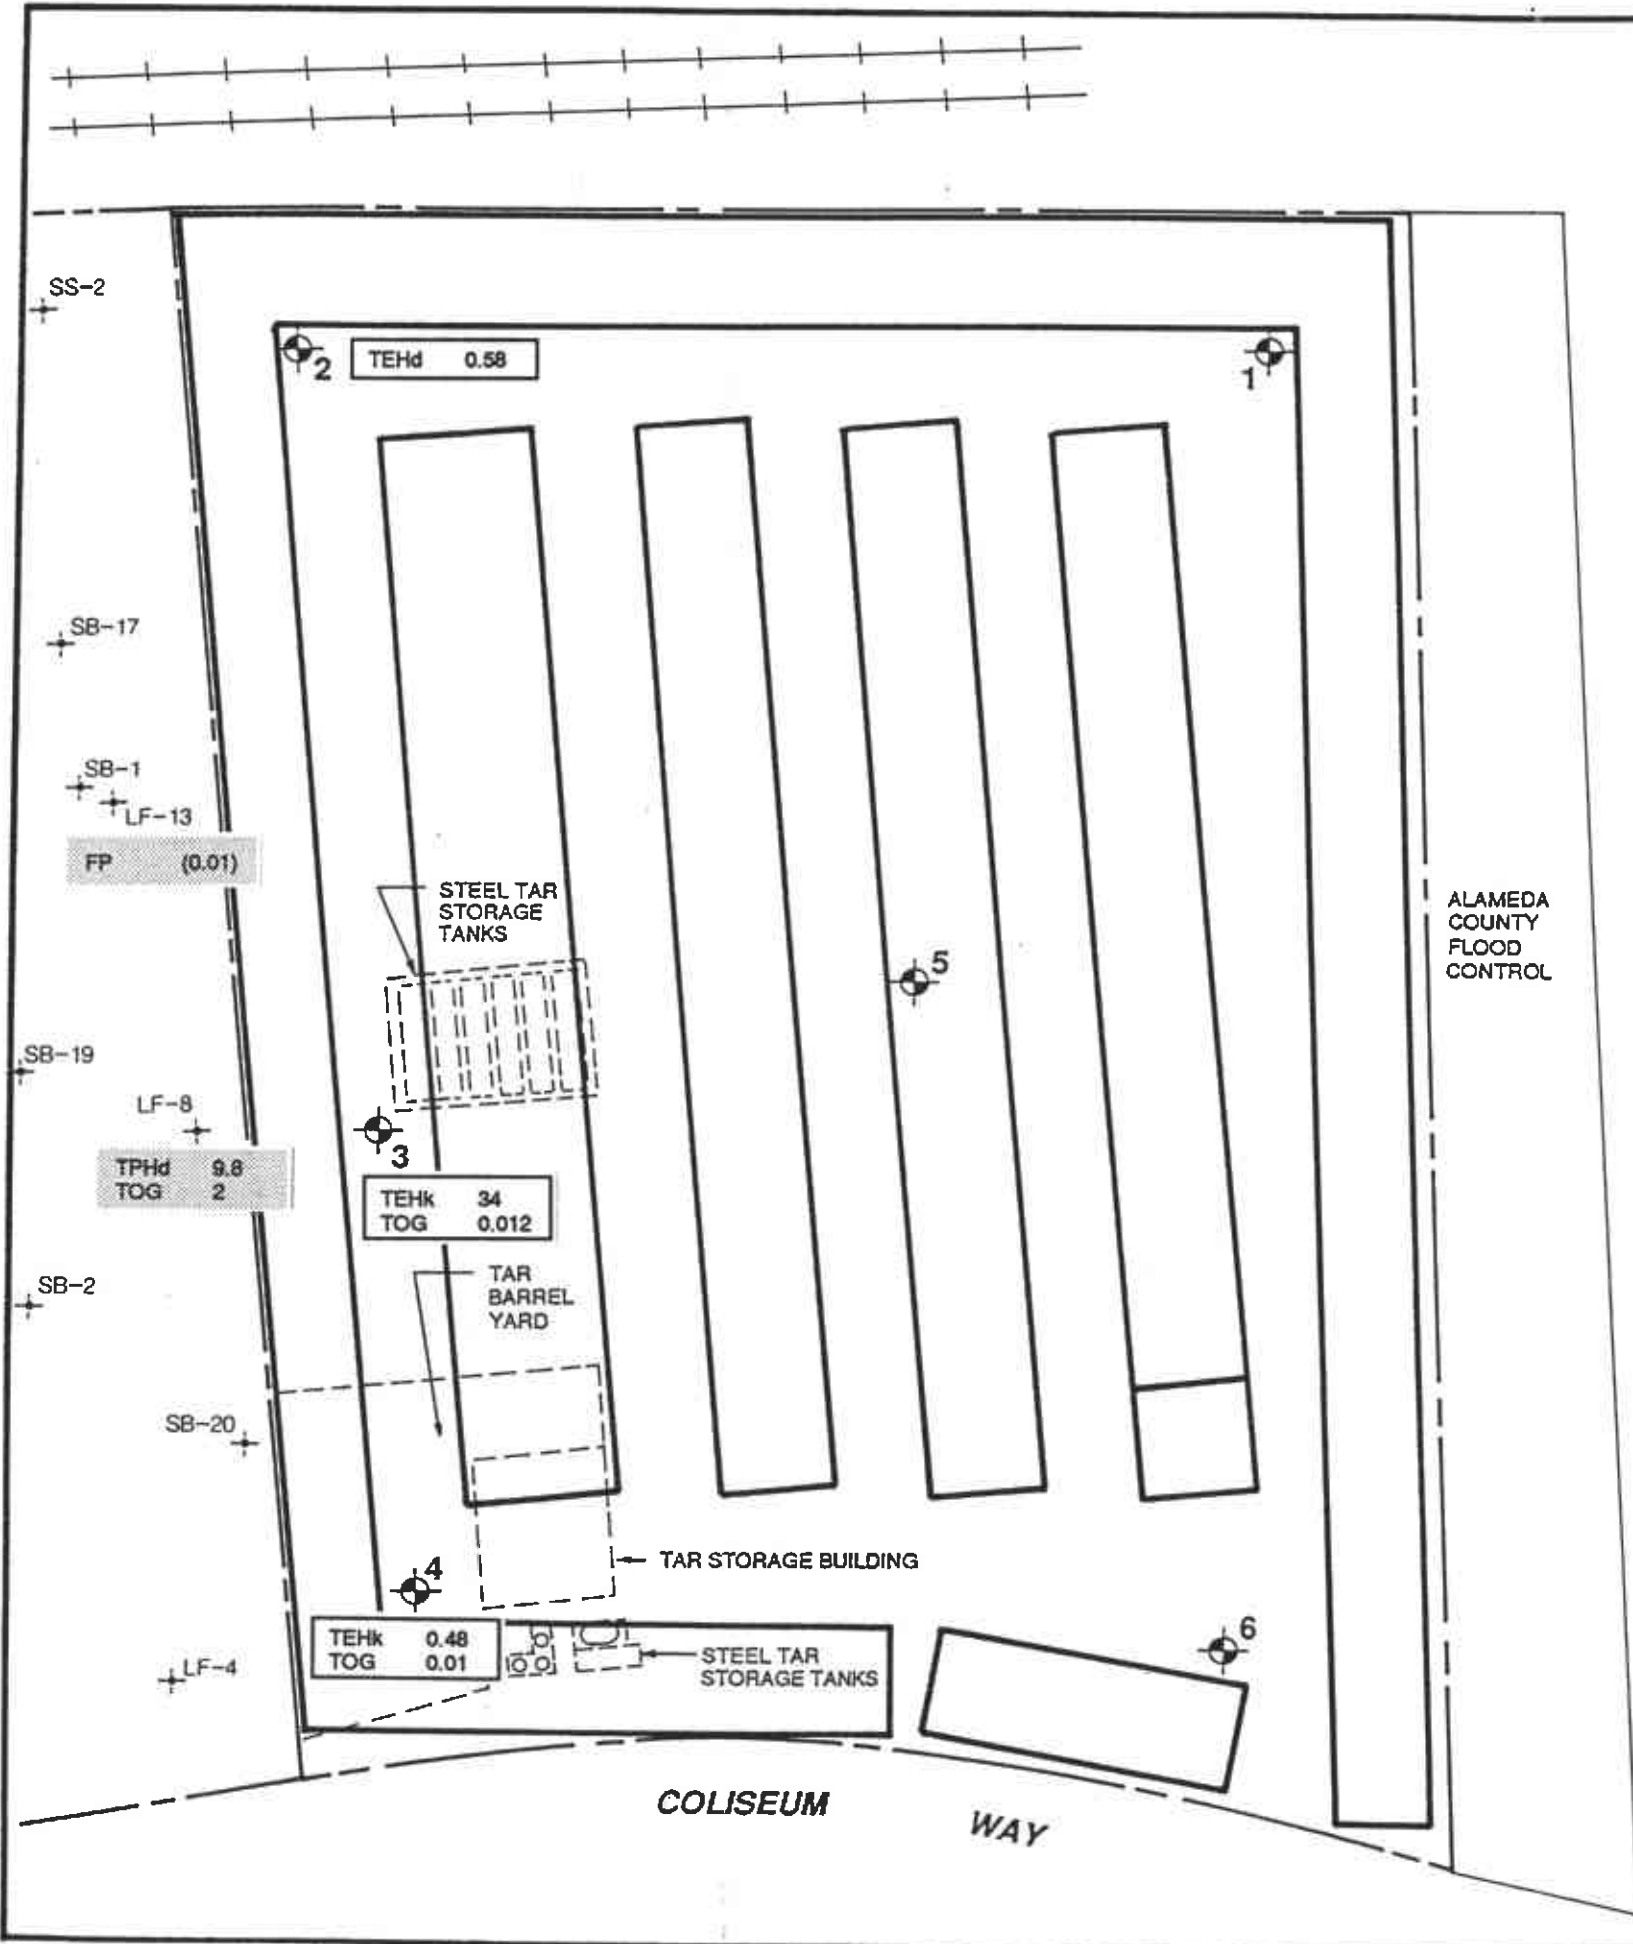 SS-2
2
TEHd 0.58
1
SB-17
SB-1
LF-13
FP (0.01)
STEEL TAR
STORAGE
TANKS
ALAMEDA
COUNTY
FLOOD
CONTROL
5
SB-19
LF-8
3
TPHd 9.8
TOG 2
TEHk 34
TOG 0.012
SB-2
TAR
BARREL
YARD
SB-20
TAR STORAGE BUILDING
4
TEHk 0.48
TOG 0.01
6
STEEL TAR
STORAGE TANKS
LF-4
COLISEUM WAY